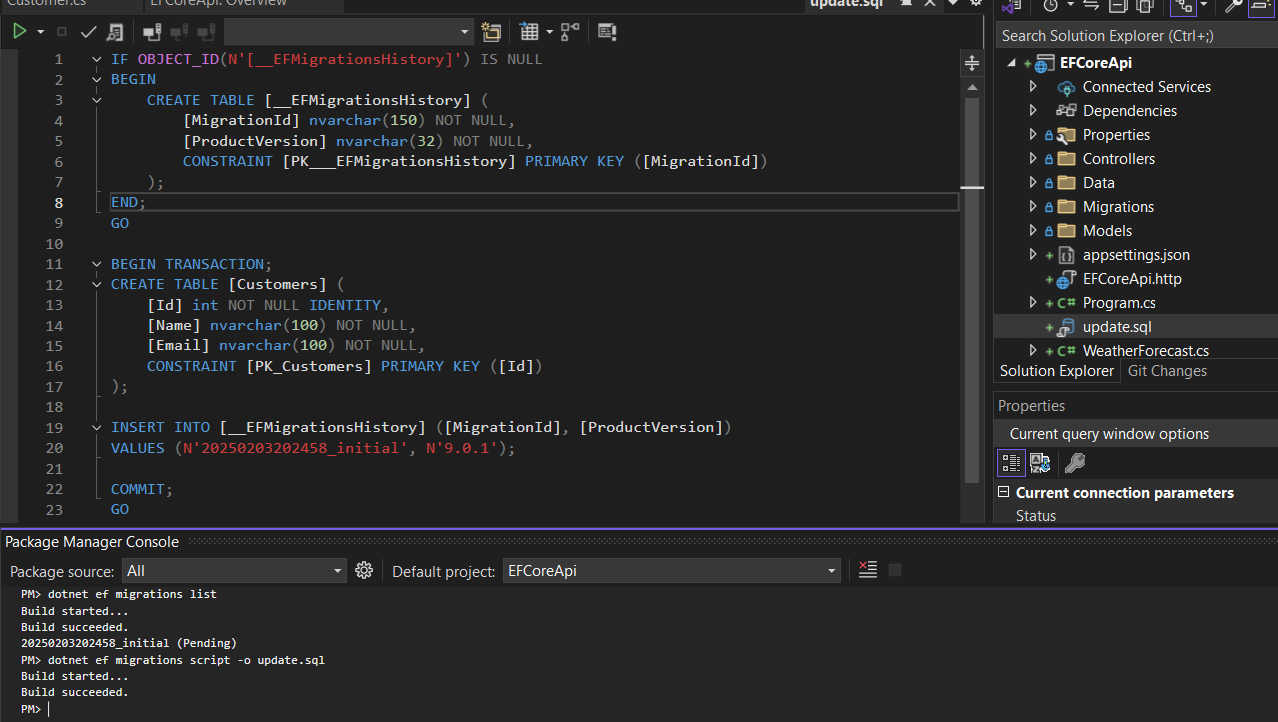 Customer.cs EFCoreApi: Overview update.sql
1 IF OBJECT_ID(N'[__EFMigrationsHistory]') IS NULL
2 BEGIN
3 CREATE TABLE [__EFMigrationsHistory] (
4 [MigrationId] nvarchar(150) NOT NULL,
5 [ProductVersion] nvarchar(32) NOT NULL,
6 CONSTRAINT [PK___EFMigrationsHistory] PRIMARY KEY ([MigrationId])
7 );
8 END;
9 GO
10
11 BEGIN TRANSACTION;
12 CREATE TABLE [Customers] (
13 [Id] int NOT NULL IDENTITY,
14 [Name] nvarchar(100) NOT NULL,
15 [Email] nvarchar(100) NOT NULL,
16 CONSTRAINT [PK_Customers] PRIMARY KEY ([Id])
17 );
18
19 INSERT INTO [__EFMigrationsHistory] ([MigrationId], [ProductVersion])
20 VALUES (N'20250203202458_initial', N'9.0.1');
21
22 COMMIT;
23 GO
Search Solution Explorer (Ctrl+;)
EFCoreApi
Connected Services
Dependencies
Properties
Controllers
Data
Migrations
Models
appsettings.json
EFCoreApi.http
C# Program.cs
update.sql
C# WeatherForecast.cs
Solution Explorer Git Changes
Properties
Current query window options
Current connection parameters
Status
Package Manager Console
Package source: All Default project: EFCoreApi
PM> dotnet ef migrations list
Build started...
Build succeeded.
20250203202458_initial (Pending)
PM> dotnet ef migrations script -o update.sql
Build started...
Build succeeded.
PM>